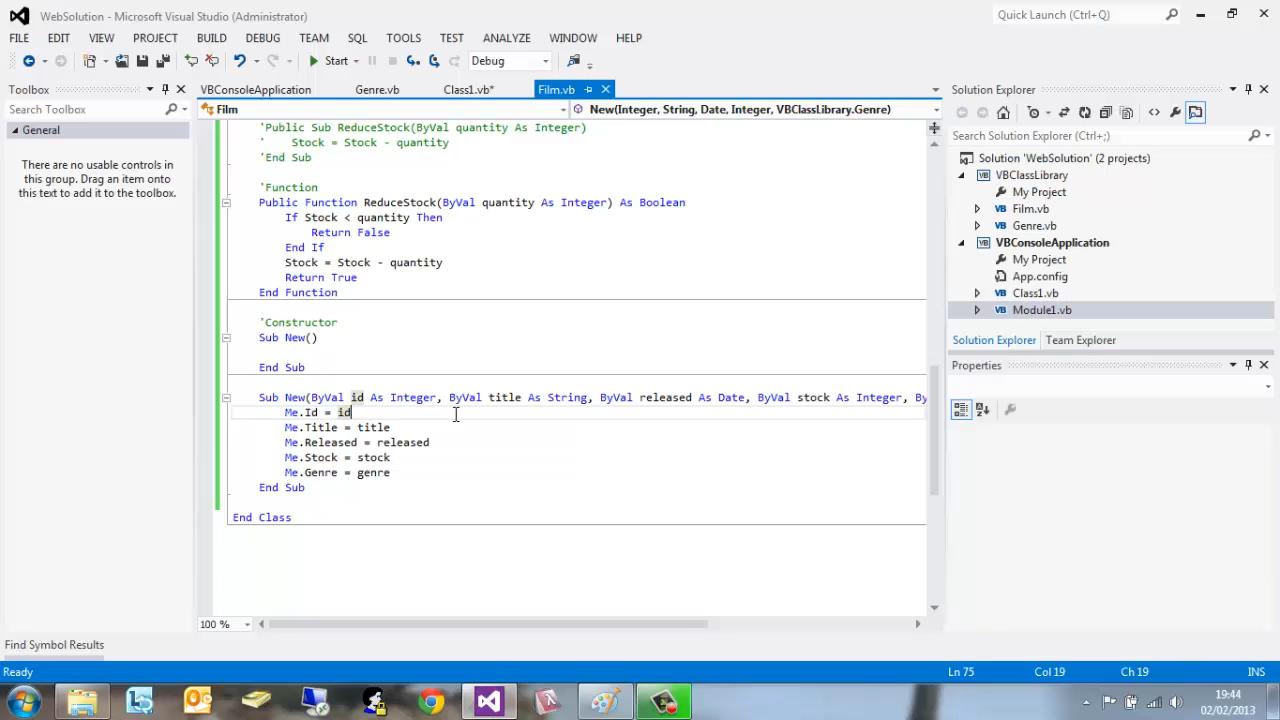 WebSolution - Microsoft Visual Studio (Administrator)
Quick Launch (Ctrl+Q)
FILE EDIT VIEW PROJECT BUILD DEBUG TEAM SQL TOOLS TEST ANALYZE WINDOW HELP
Start Debug
Toolbox
VBConsoleApplication Genre.vb Class1.vb* Film.vb
Solution Explorer
Search Toolbox
Film
New(Integer, String, Date, Integer, VBClassLibrary.Genre)
General
There are no usable controls in
this group. Drag an item onto
this text to add it to the toolbox.
'Public Sub ReduceStock(ByVal quantity As Integer)
'    Stock = Stock - quantity
'End Sub
'Function
Public Function ReduceStock(ByVal quantity As Integer) As Boolean
If Stock < quantity Then
Return False
End If
Stock = Stock - quantity
Return True
End Function
'Constructor
Sub New()
End Sub
Sub New(ByVal id As Integer, ByVal title As String, ByVal released As Date, ByVal stock As Integer, By
Me.Id = id
Me.Title = title
Me.Released = released
Me.Stock = stock
Me.Genre = genre
End Sub
End Class
100 %
Search Solution Explorer (Ctrl+;)
Solution 'WebSolution' (2 projects)
VBClassLibrary
My Project
VB Film.vb
VB Genre.vb
VBConsoleApplication
My Project
App.config
VB Class1.vb
VB Module1.vb
Solution Explorer Team Explorer
Properties
Find Symbol Results
Ready
Ln 75 Col 19 Ch 19 INS
19:44
02/02/2013